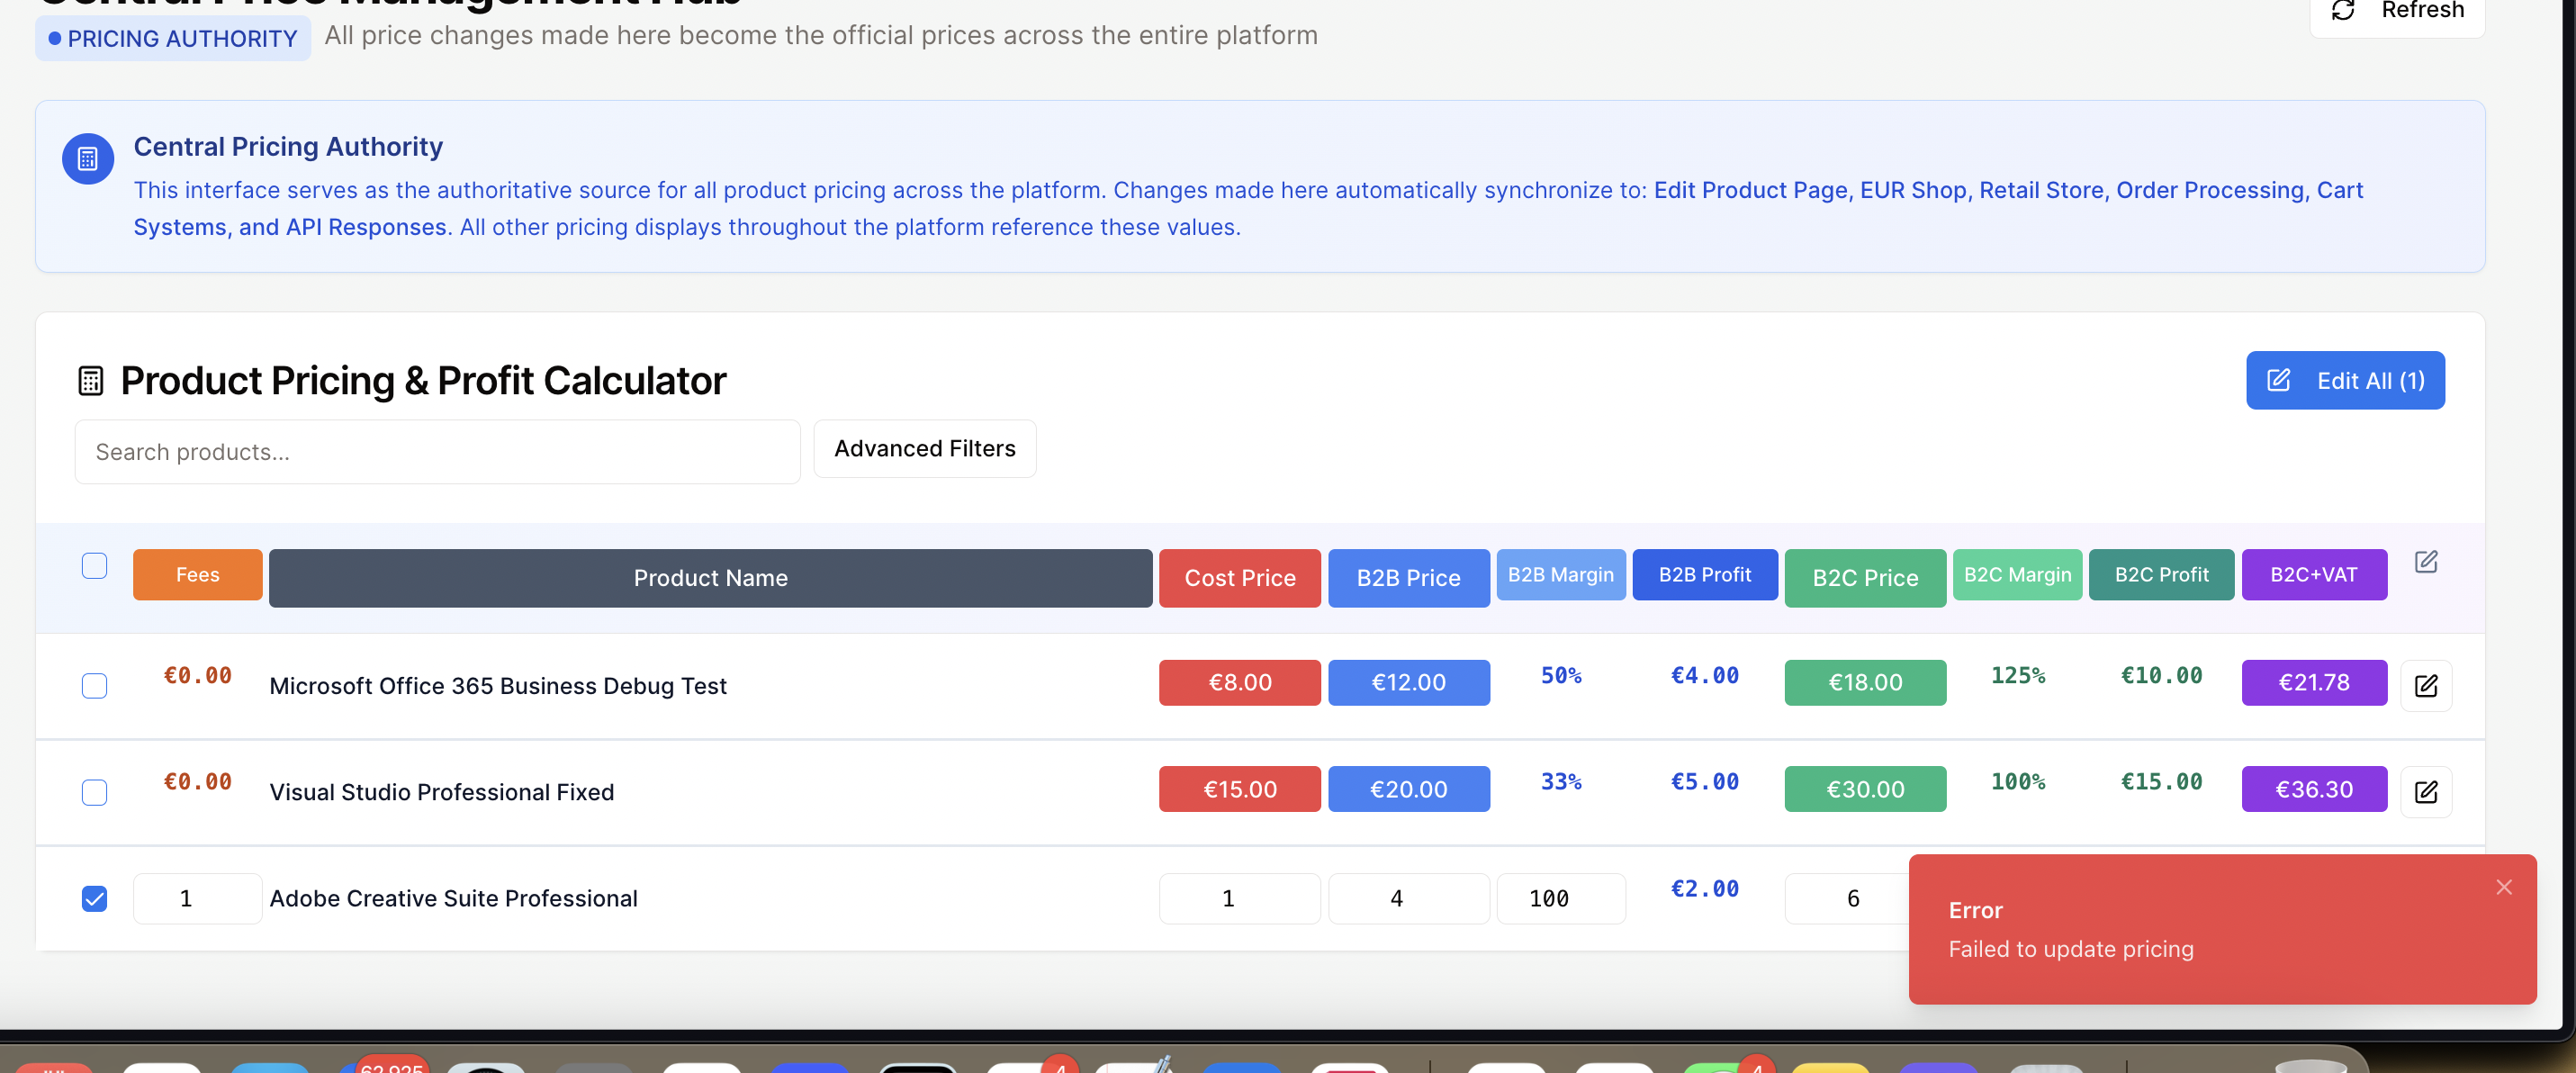 Central Price Management Hub
PRICING AUTHORITY All price changes made here become the official prices across the entire platform
Refresh
Central Pricing Authority
This interface serves as the authoritative source for all product pricing across the platform. Changes made here automatically synchronize to: Edit Product Page, EUR Shop, Retail Store, Order Processing, Cart
Systems, and API Responses. All other pricing displays throughout the platform reference these values.
Product Pricing & Profit Calculator
Edit All (1)
Search products...
Advanced Filters
Fees Product Name Cost Price B2B Price B2B Margin B2B Profit B2C Price B2C Margin B2C Profit B2C+VAT
€0.00 Microsoft Office 365 Business Debug Test €8.00 €12.00 50% €4.00 €18.00 125% €10.00 €21.78
€0.00 Visual Studio Professional Fixed €15.00 €20.00 33% €5.00 €30.00 100% €15.00 €36.30
1 Adobe Creative Suite Professional 1 4 100 €2.00 6
Error
Failed to update pricing
62,925
4
4